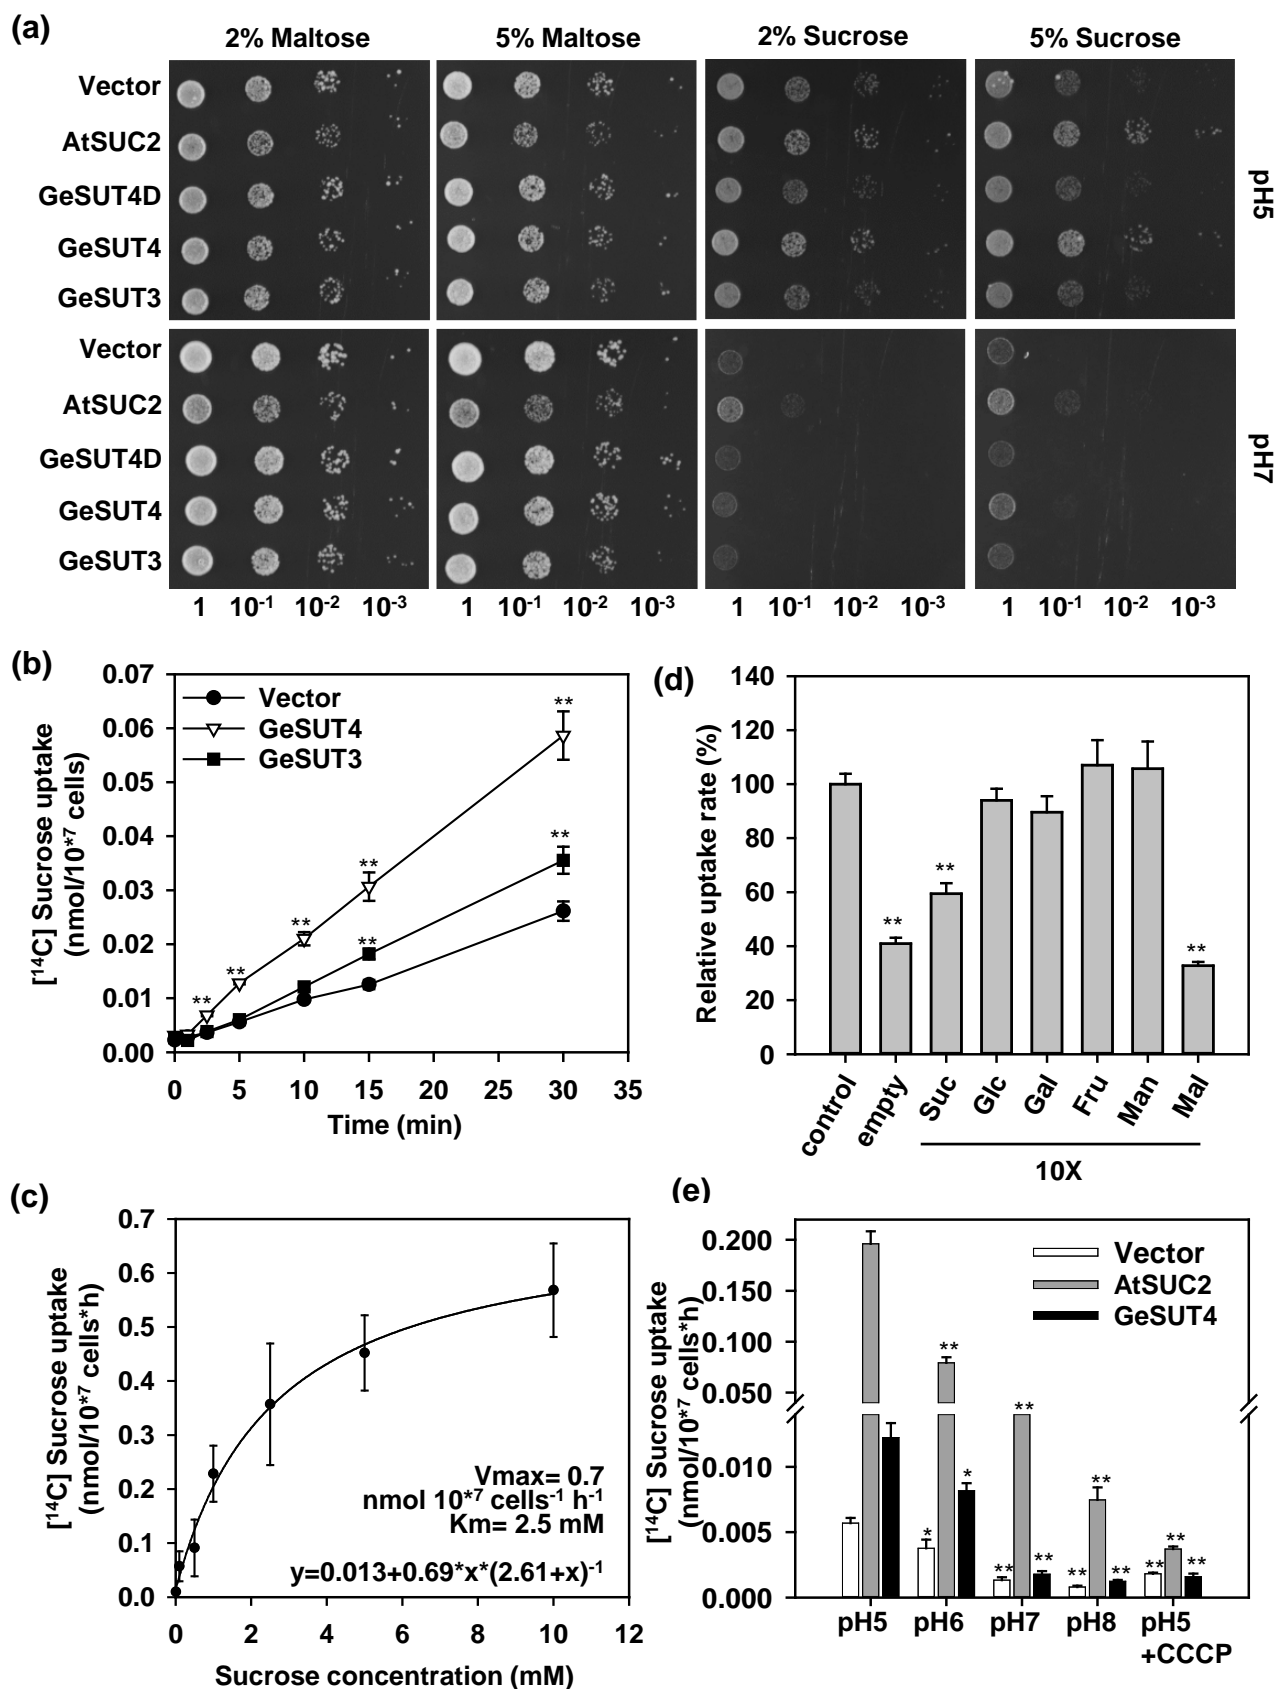 (a)
2% Maltose 5% Maltose 2% Sucrose 5% Sucrose
Vector
AtSUC2
GeSUT4D
GeSUT4
GeSUT3
pH5
Vector
AtSUC2
GeSUT4D
GeSUT4
GeSUT3
pH7
1 10⁻¹ 10⁻² 10⁻³ 1 10⁻¹ 10⁻² 10⁻³ 1 10⁻¹ 10⁻² 10⁻³ 1 10⁻¹ 10⁻² 10⁻³
(b)
[¹⁴C] Sucrose uptake
(nmol/10*⁷ cells)
0.07
0.06
0.05
0.04
0.03
0.02
0.01
0.00
Vector
GeSUT4
GeSUT3
**
**
**
**
**
**
**
0 5 10 15 20 25 30 35
Time (min)
(d)
Relative uptake rate (%)
140
120
100
80
60
40
20
0
**
**
**
control empty Suc Glc Gal Fru Man Mal
10X
(c)
[¹⁴C] Sucrose uptake
(nmol/10*⁷ cells*h)
0.7
0.6
0.5
0.4
0.3
0.2
0.1
0.0
Vmax= 0.7
nmol 10*⁷ cells⁻¹ h⁻¹
Km= 2.5 mM
y=0.013+0.69*x*(2.61+x)⁻¹
0 2 4 6 8 10 12
Sucrose concentration (mM)
(e)
[¹⁴C] Sucrose uptake
(nmol/10*⁷ cells*h)
0.200
0.150
0.100
0.050
0.010
0.005
0.000
Vector
AtSUC2
GeSUT4
* ** *
** ** **
** ** **
** ** **
pH5 pH6 pH7 pH8 pH5
+CCCP